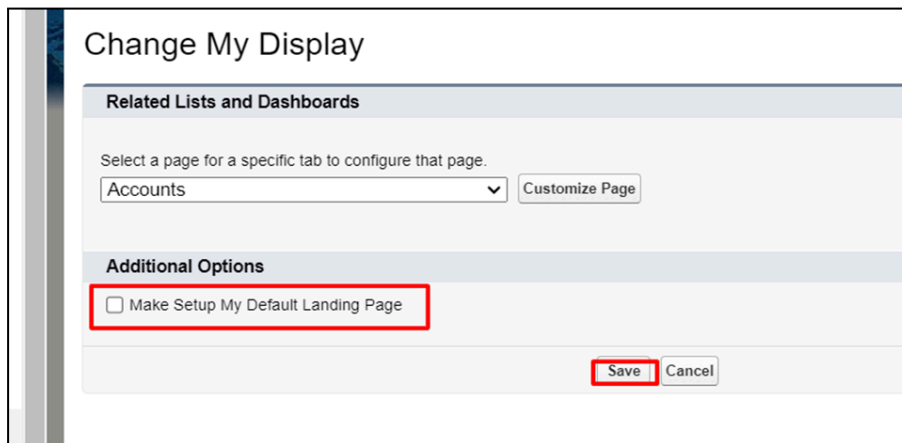 Change My Display
Related Lists and Dashboards
Select a page for a specific tab to configure that page.
Accounts Customize Page
Additional Options
Make Setup My Default Landing Page
Save Cancel